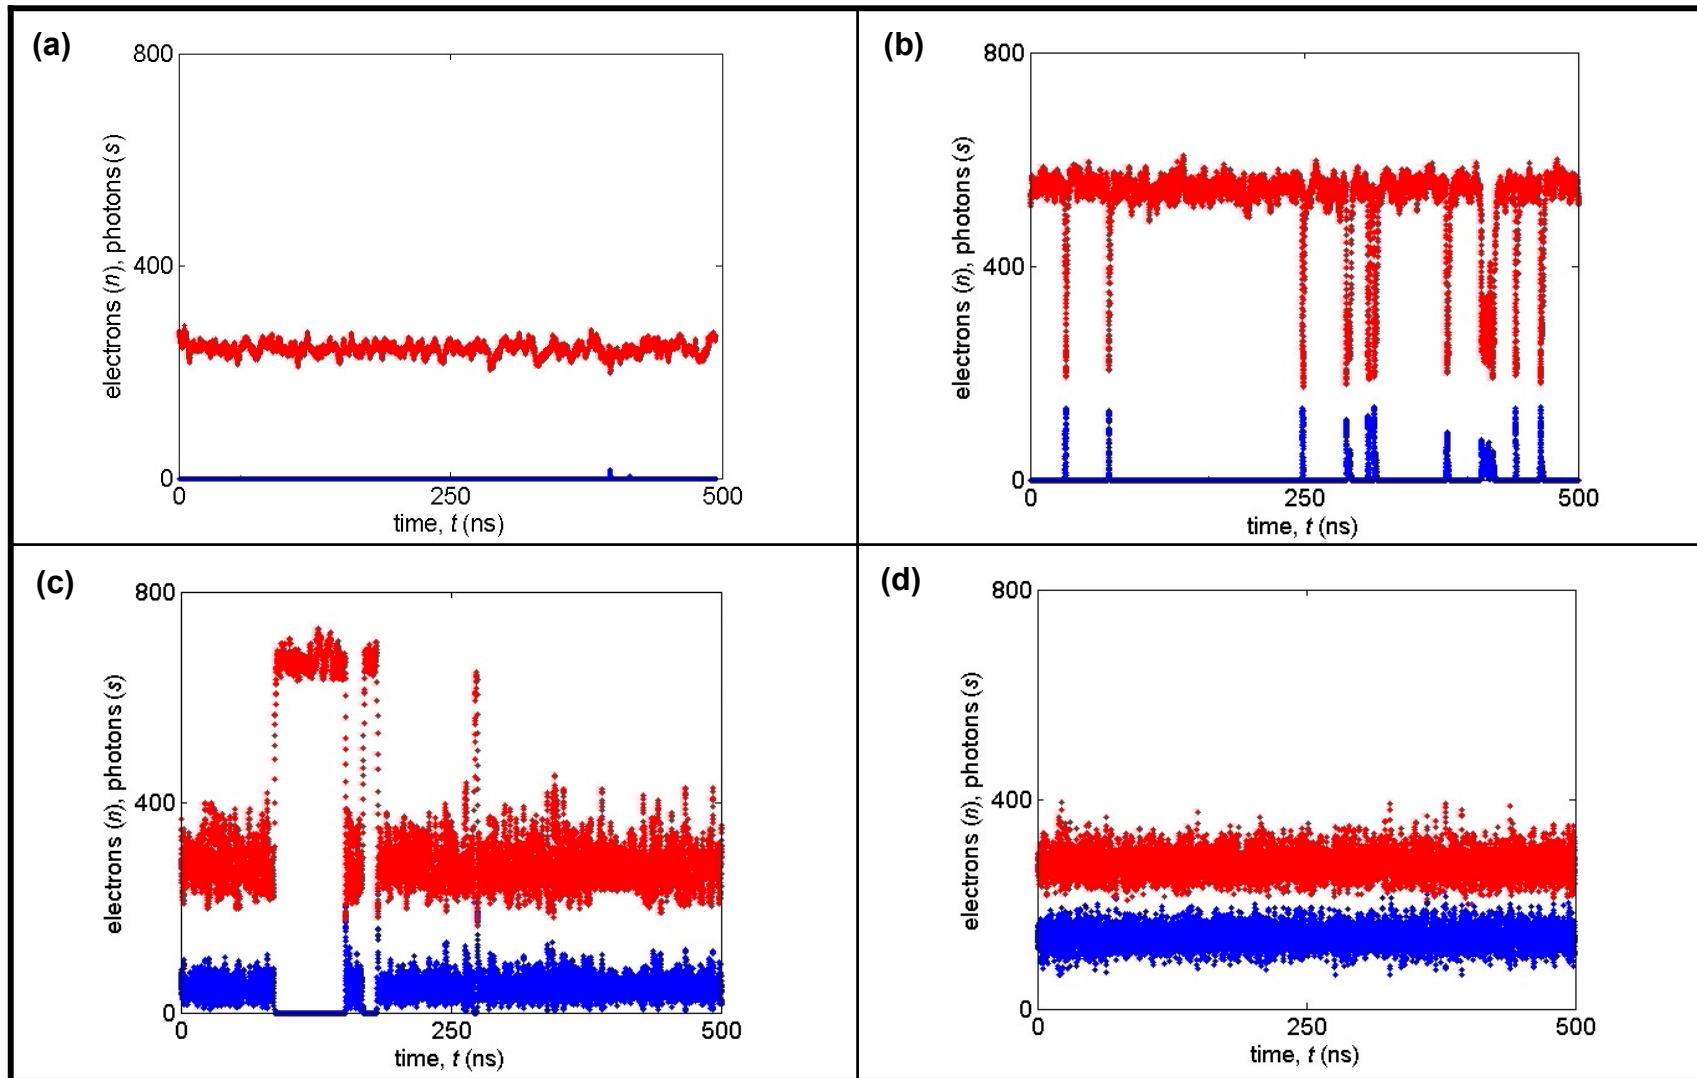 (a)
800
400
0
electrons (n), photons (s)
0 250 500
time, t (ns)
(b)
800
400
0
electrons (n), photons (s)
0 250 500
time, t (ns)
(c)
800
400
0
electrons (n), photons (s)
0 250 500
time, t (ns)
(d)
800
400
0
electrons (n), photons (s)
0 250 500
time, t (ns)